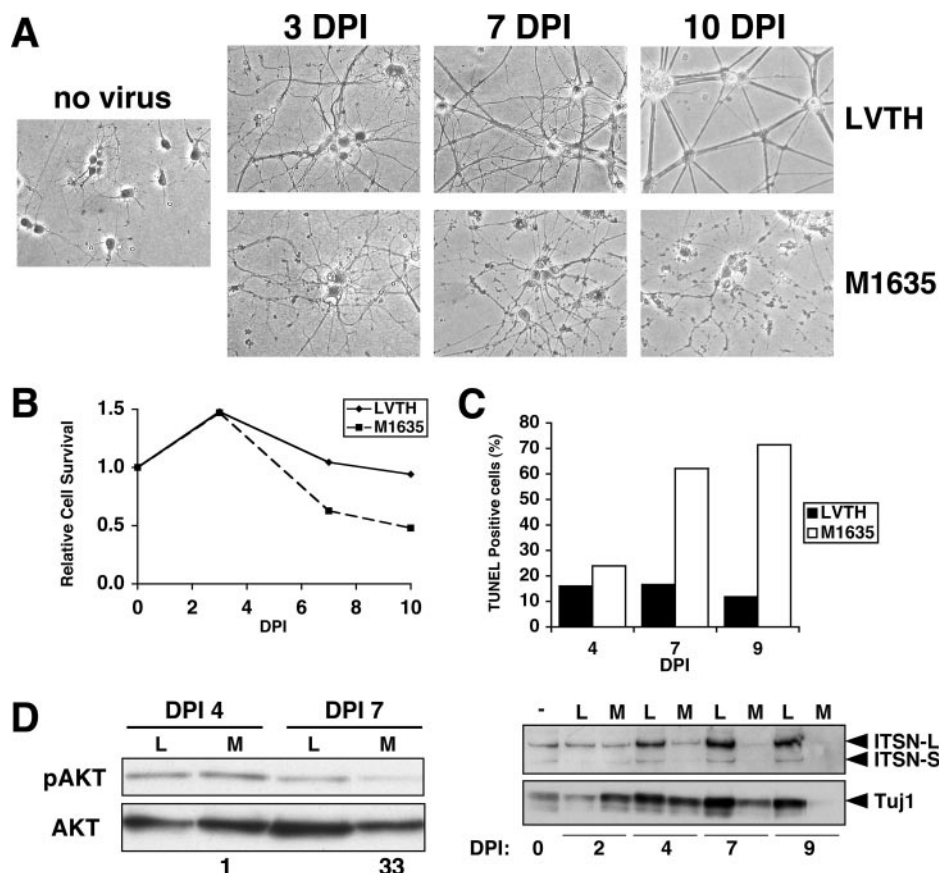 A
3 DPI 7 DPI 10 DPI
no virus
LVTH
M1635
B
Relative Cell Survival
1.5
1.0
0.5
0.0
0 2 4 6 8 10
DPI
LVTH
M1635
C
TUNEL Positive cells (%)
80
70
60
50
40
30
20
10
0
4 7 9
DPI
LVTH
M1635
D
DPI 4 DPI 7
L M L M
pAKT
AKT
1 33
- L M L M L M L M
ITSN-L
ITSN-S
Tuj1
DPI: 0 2 4 7 9